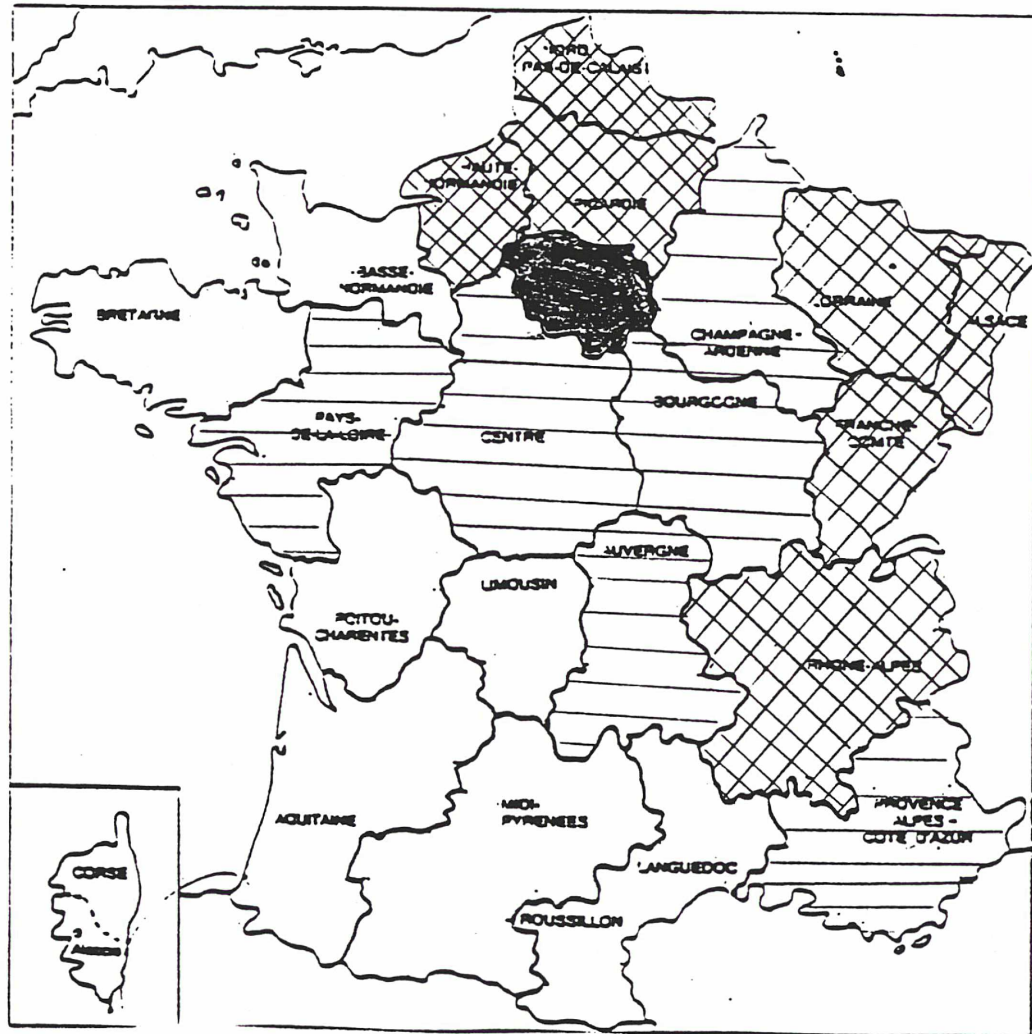 NORD
PAS-DE-CALAIS
HAUTE-
NORMANDIE
PICARDIE
BASSE-
NORMANDIE
BRETAGNE
LORRAINE
ALSACE
CHAMPAGNE-
ARDENNE
PAYS-
DE-LA-LOIRE
CENTRE
BOURGOGNE
FRANCHE-
COMTÉ
AUVERGNE
LIMOUSIN
POITOU-
CHARENTES
RHONE-ALPES
AQUITAINE
MIDI-
PYRENEES
PROVENCE
ALPES -
COTE D'AZUR
LANGUEDOC
ROUSSILLON
CORSE